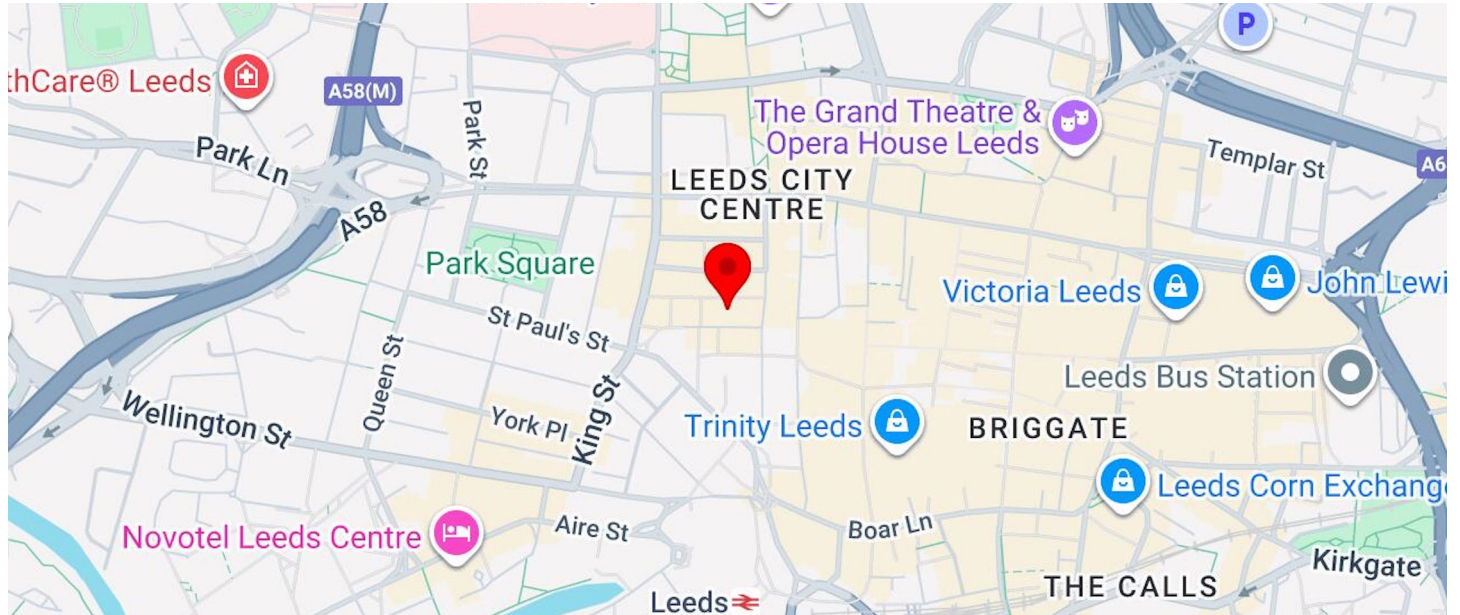 P
thCare® Leeds
A58(M)
Park St
The Grand Theatre &
Opera House Leeds
Park Ln
Templar St
A6
LEEDS CITY
CENTRE
A58
Park Square
Victoria Leeds
John Lewi
St Paul's St
Queen St
Leeds Bus Station
Wellington St
York Pl
King St
Trinity Leeds
BRIGGATE
Leeds Corn Exchange
Novotel Leeds Centre
Aire St
Boar Ln
Kirkgate
THE CALLS
Leeds